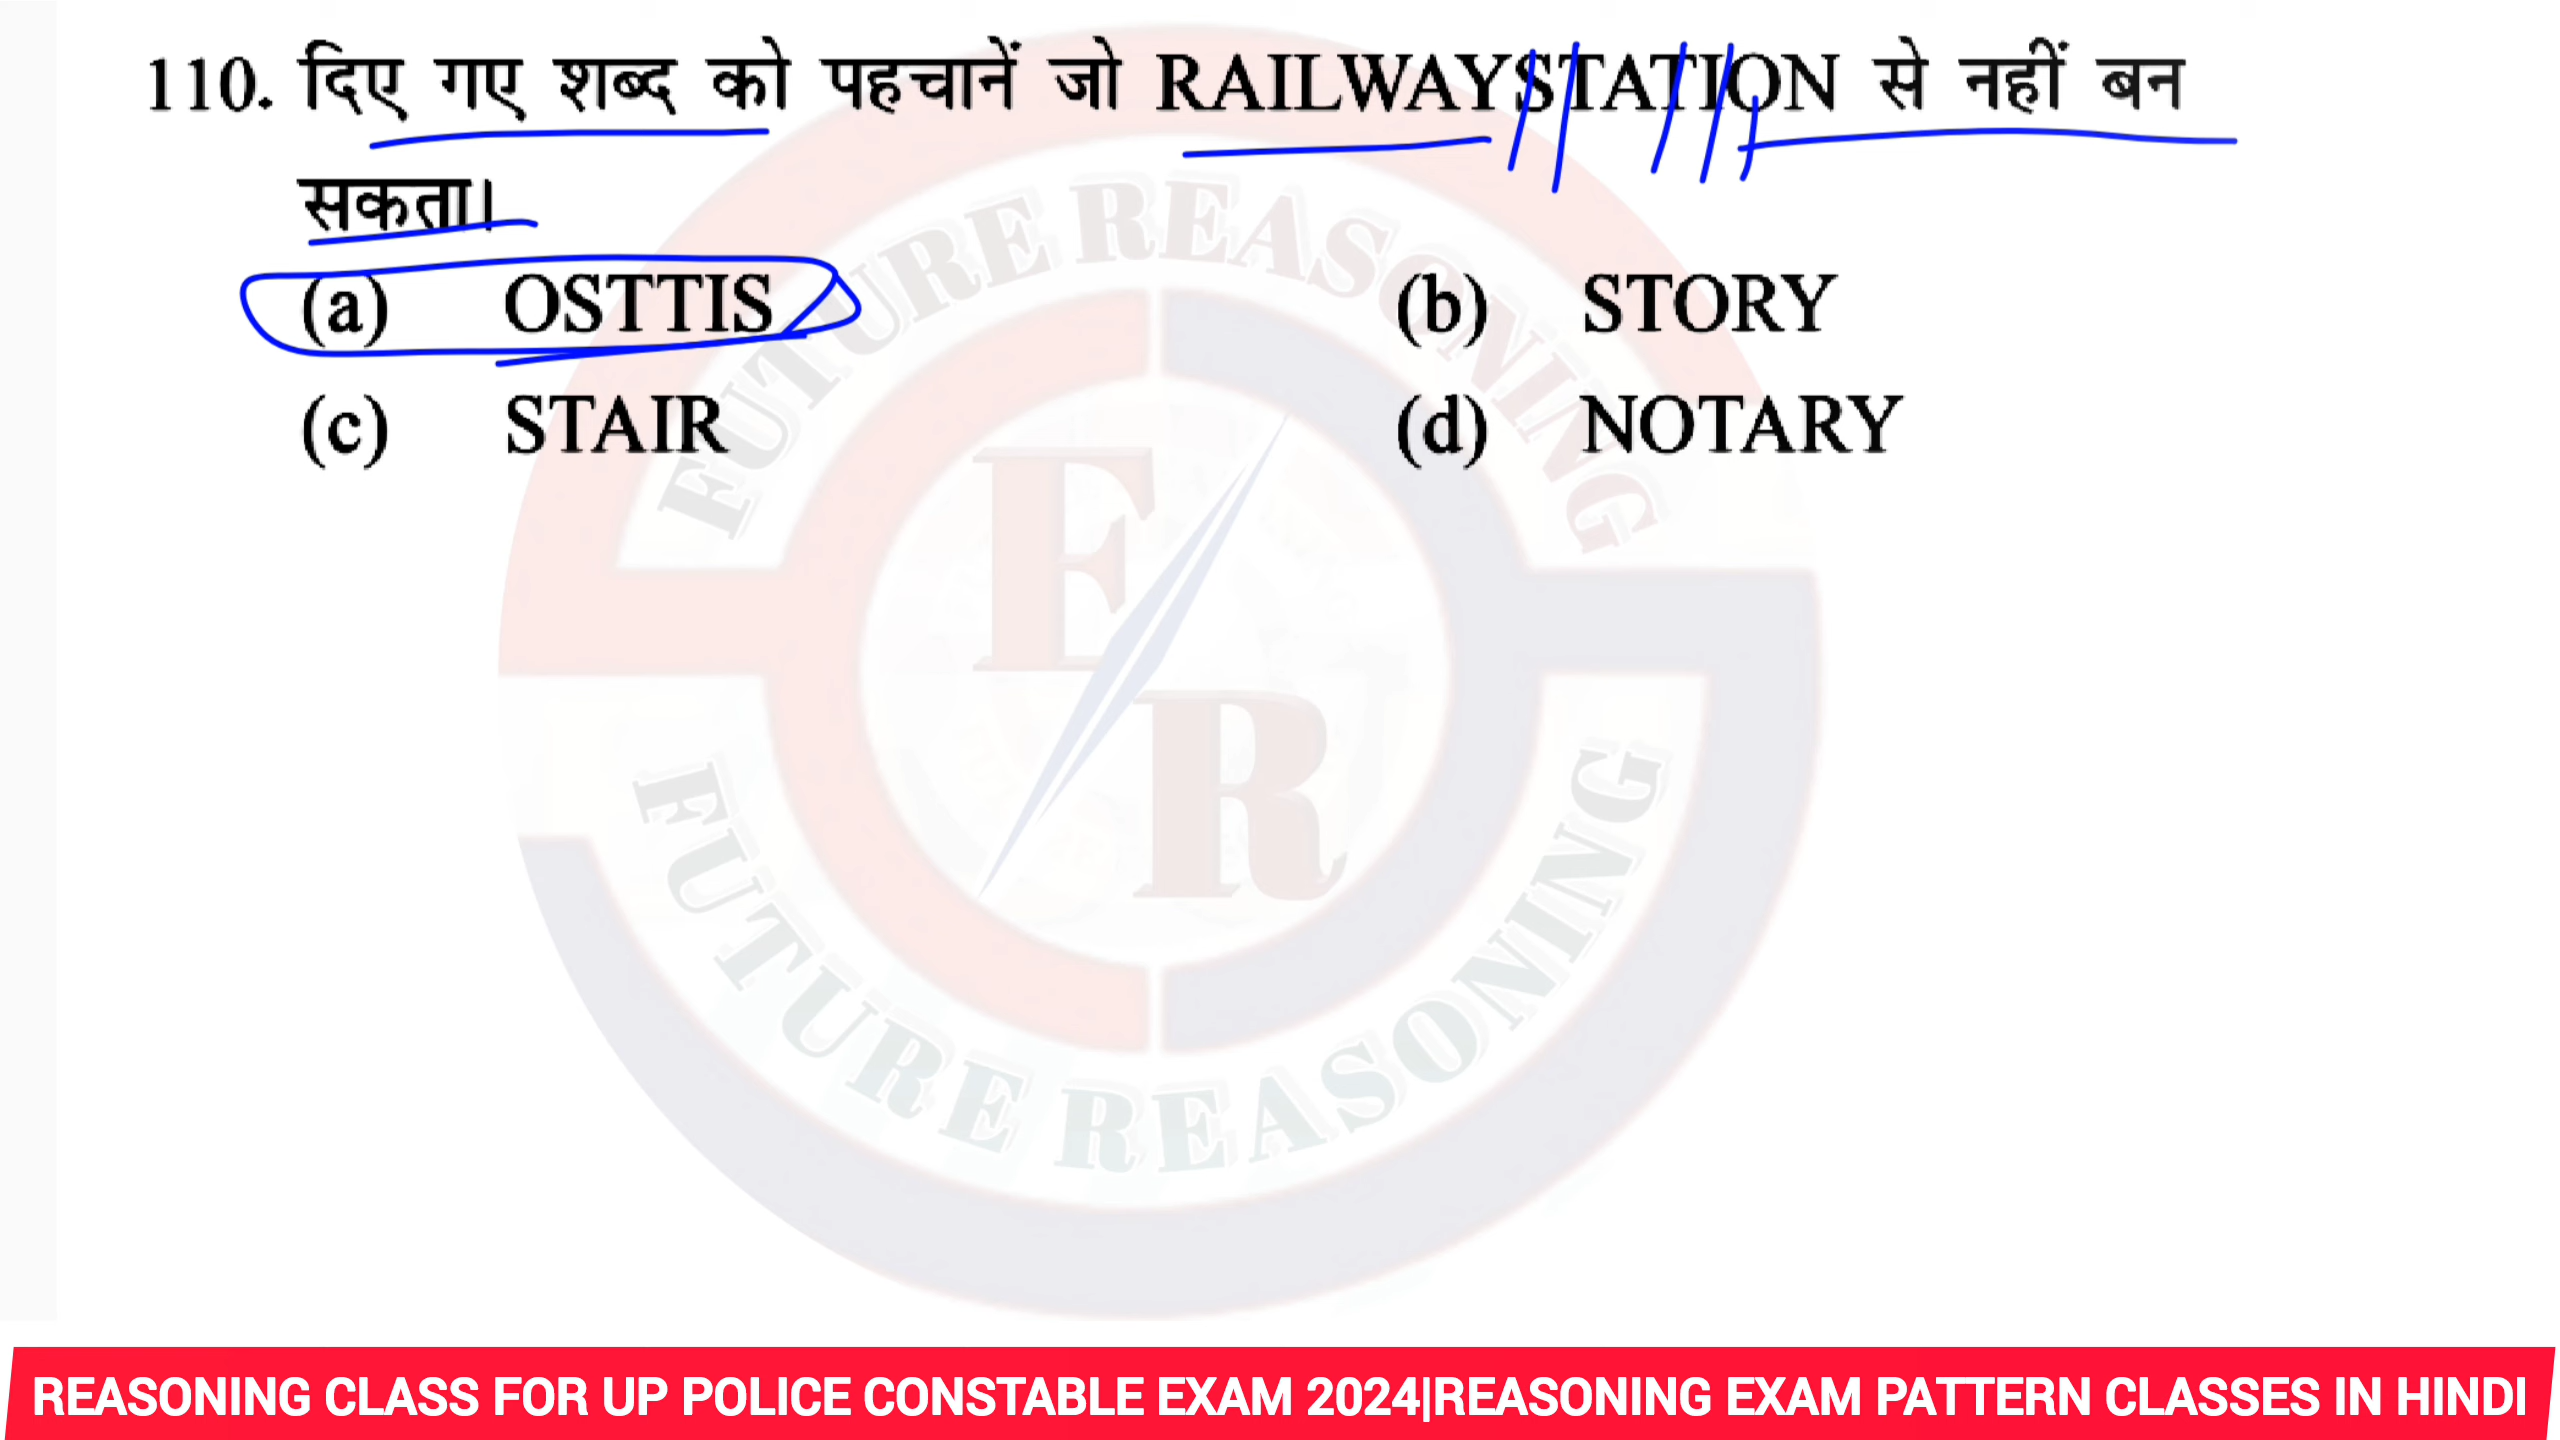 110. दिए गए शब्द को पहचानें जो RAILWAYSTATION से नहीं बन
सकता।
(a) OSTTIS (b) STORY
(c) STAIR (d) NOTARY
FUTURE REASONING
F
R
FUTURE REASONING
REASONING CLASS FOR UP POLICE CONSTABLE EXAM 2024|REASONING EXAM PATTERN CLASSES IN HINDI